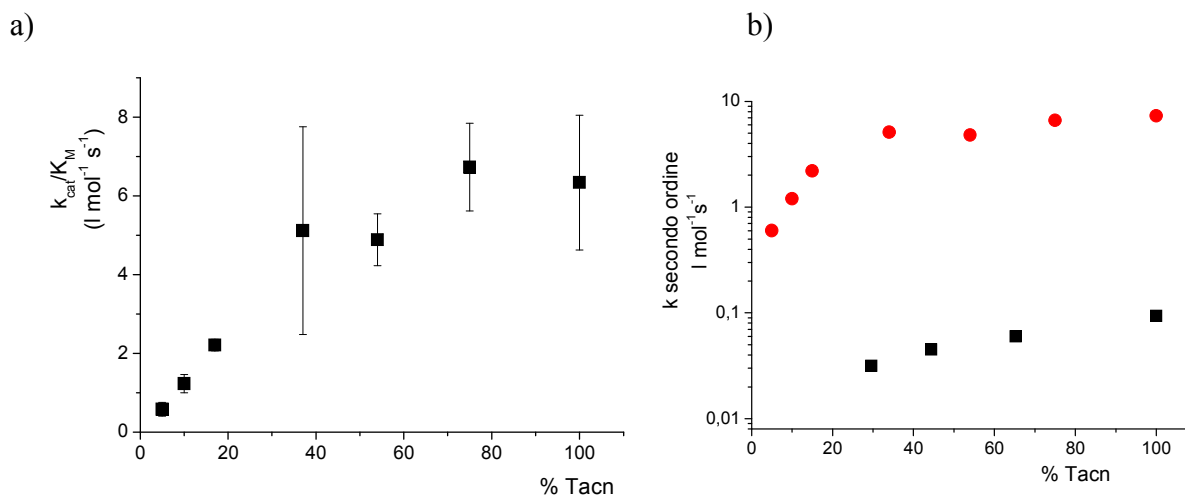 a)
k_cat/K_M
(l mol⁻¹ s⁻¹)
8
6
4
2
0
0 20 40 60 80 100
% Tacn
b)
k secondo ordine
l mol⁻¹s⁻¹
10
1
0,1
0,01
0 20 40 60 80 100
% Tacn